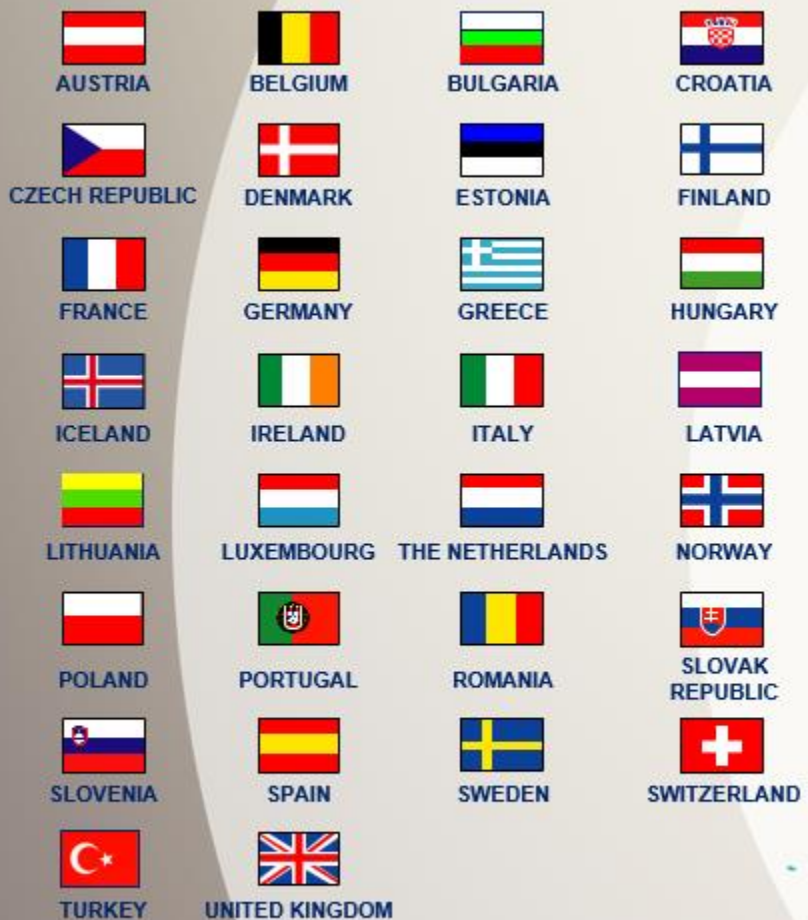 AUSTRIA BELGIUM BULGARIA CROATIA
CZECH REPUBLIC DENMARK ESTONIA FINLAND
FRANCE GERMANY GREECE HUNGARY
ICELAND IRELAND ITALY LATVIA
LITHUANIA LUXEMBOURG THE NETHERLANDS NORWAY
POLAND PORTUGAL ROMANIA SLOVAK
REPUBLIC
SLOVENIA SPAIN SWEDEN SWITZERLAND
TURKEY UNITED KINGDOM